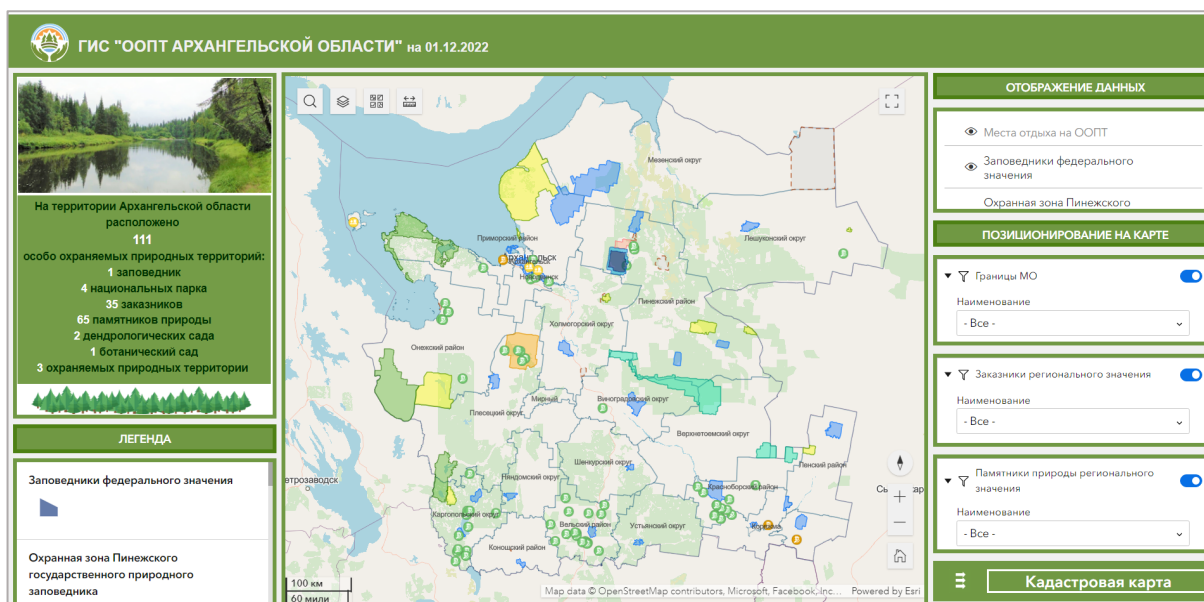 ГИС "ООПТ АРХАНГЕЛЬСКОЙ ОБЛАСТИ" на 01.12.2022
На территории Архангельской области
расположено
111
особо охраняемых природных территорий:
1 заповедник
4 национальных парка
35 заказников
65 памятников природы
2 дендрологических сада
1 ботанический сад
3 охраняемых природных территории
ЛЕГЕНДА
Заповедники федерального значения
Охранная зона Пинежского
государственного природного
заповедника
Мезенский округ
Приморский район
Лешуконский округ
Пинежский район
Холмогорский округ
Онежский район
Мирный
Плесецкий округ
Виноградовский округ
Верхнетоемский округ
Шенкурский округ
Няндомский округ
Ленский район
Красноборский район
Каргопольский округ
Вельский район
Устьянский округ
Коряжма
Коношский район
етрозаводск
100 км
60 мили
Map data © OpenStreetMap contributors, Microsoft, Facebook, Inc... Powered by Esri
ОТОБРАЖЕНИЕ ДАННЫХ
Места отдыха на ООПТ
Заповедники федерального
значения
Охранная зона Пинежского
ПОЗИЦИОНИРОВАНИЕ НА КАРТЕ
Границы МО
Наименование
- Все -
Заказники регионального значения
Наименование
- Все -
Памятники природы регионального
значения
Наименование
- Все -
Кадастровая карта